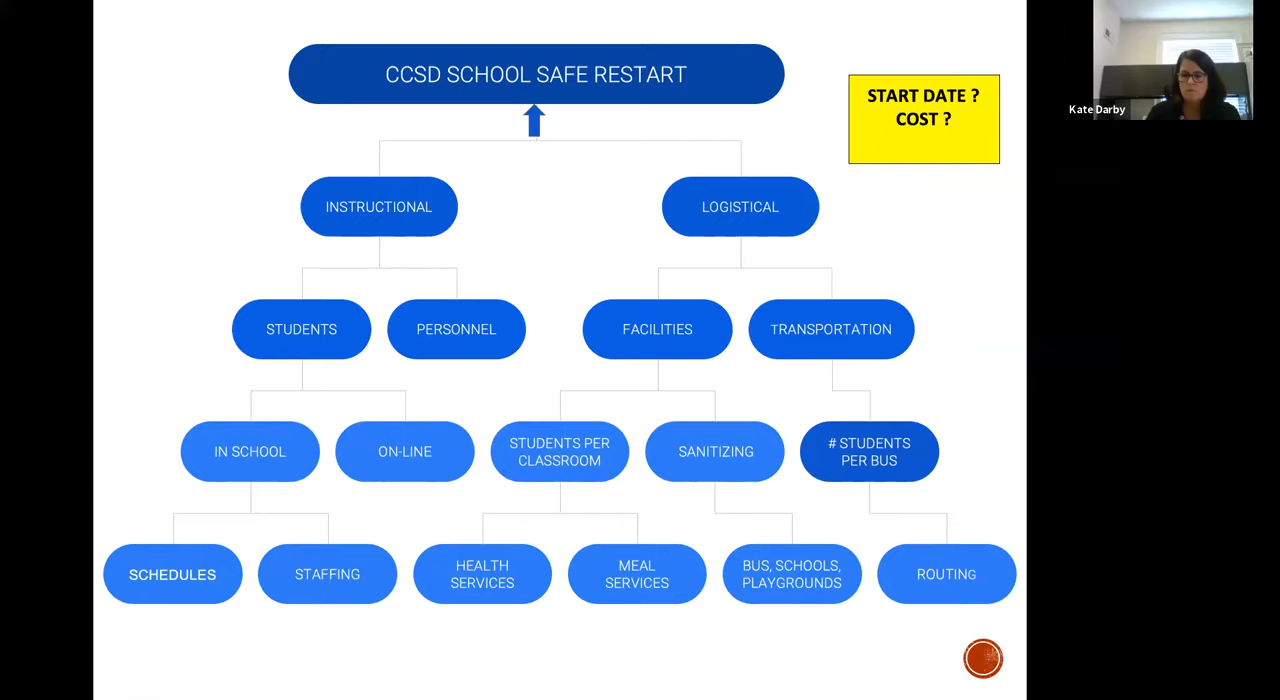 CCSD SCHOOL SAFE RESTART
START DATE ?
COST ?
Kate Darby
INSTRUCTIONAL
LOGISTICAL
STUDENTS
PERSONNEL
FACILITIES
TRANSPORTATION
IN SCHOOL
ON-LINE
STUDENTS PER
CLASSROOM
SANITIZING
# STUDENTS
PER BUS
SCHEDULES
STAFFING
HEALTH
SERVICES
MEAL
SERVICES
BUS, SCHOOLS,
PLAYGROUNDS
ROUTING